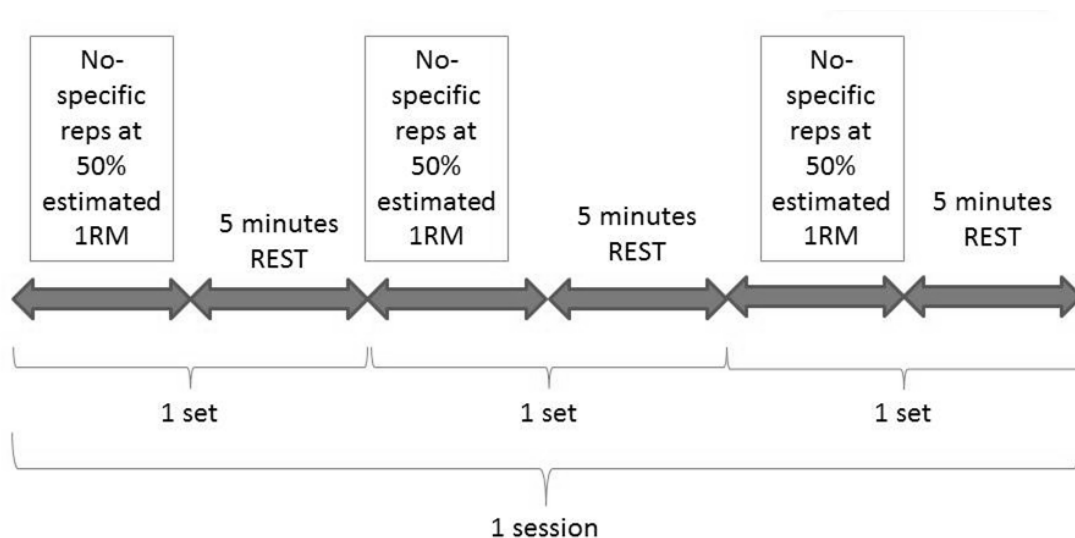 No-
specific
reps at
50%
estimated
1RM
5 minutes
REST
No-
specific
reps at
50%
estimated
1RM
5 minutes
REST
No-
specific
reps at
50%
estimated
1RM
5 minutes
REST
1 set
1 set
1 set
1 session